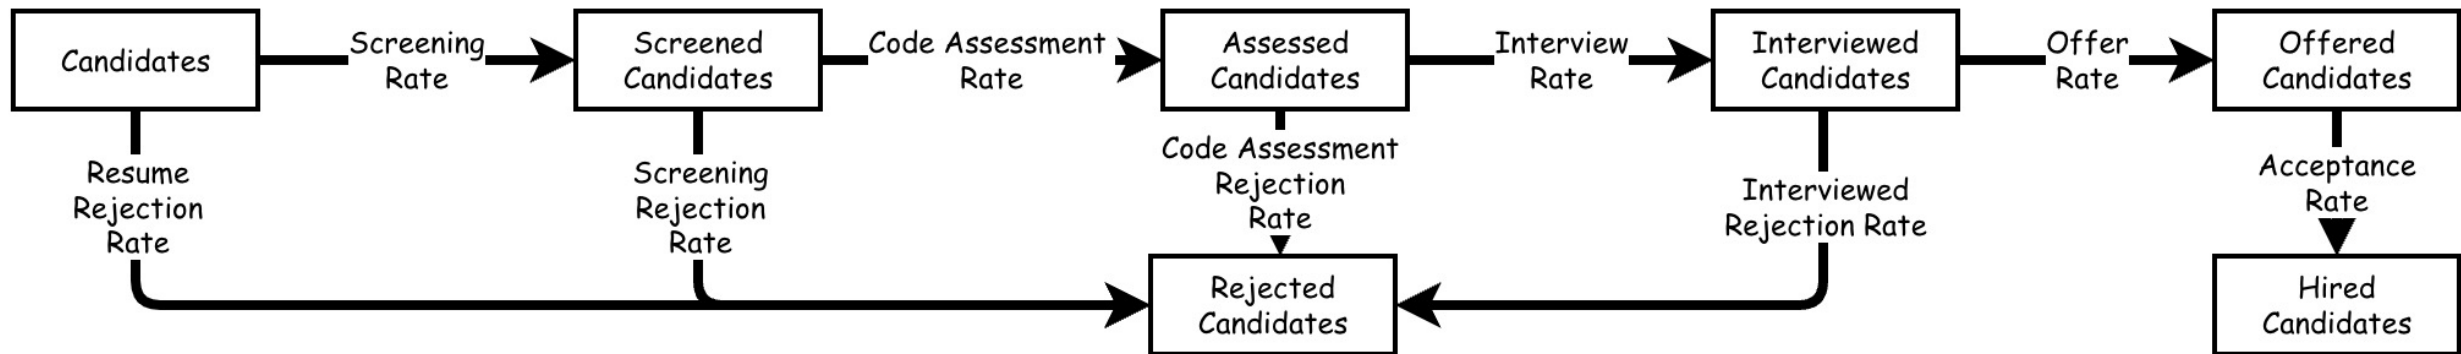 Candidates
Screening
Rate
Screened
Candidates
Code Assessment
Rate
Assessed
Candidates
Interview
Rate
Interviewed
Candidates
Offer
Rate
Offered
Candidates
Resume
Rejection
Rate
Screening
Rejection
Rate
Code Assessment
Rejection
Rate
Interviewed
Rejection Rate
Acceptance
Rate
Rejected
Candidates
Hired
Candidates